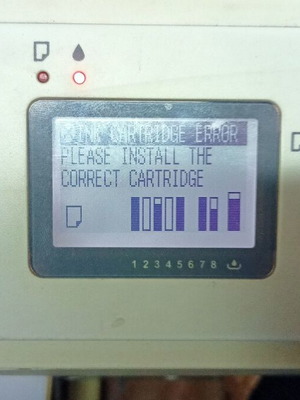 INK CARTRIDGE ERROR
PLEASE INSTALL THE
CORRECT CARTRIDGE
1 2 3 4 5 6 7 8